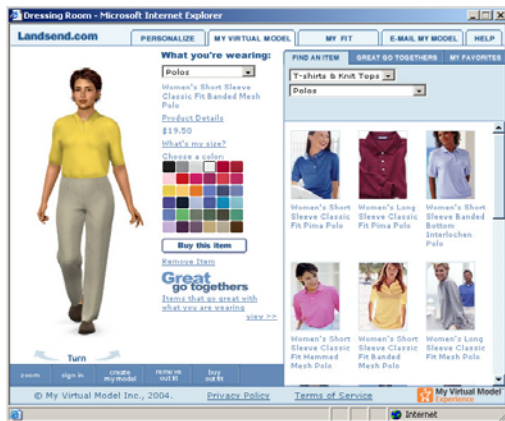 Dressing Room - Microsoft Internet Explorer
Landsend.com
PERSONALIZE
MY VIRTUAL MODEL
MY FIT
E-MAIL MY MODEL
HELP
What you're wearing:
Polos
Women's Short
Sleeve Classic
Fit Banded Mesh
Polo
Product Details
$19.50
What's my size?
Choose a color:
Buy this item
Remove Item
Great
go togethers
Items that go great with
what you are wearing
view >>
FIND AN ITEM
GREAT GO TOGETHERS
MY FAVORITES
T-shirts & Knit Tops
Polos
Women's Short
Sleeve Classic
Fit Pima Polo
Women's Long
Sleeve Classic
Fit Pima Polo
Women's Short
Sleeve Banded
Bottom
Interlochen
Polo
Women's Short
Sleeve Classic
Fit Hemmed
Mesh Polo
Women's Short
Sleeve Classic
Fit Banded
Mesh Polo
Women's Long
Sleeve Classic
Fit Mesh Polo
Turn
zoom
sign in
create
my model
remove
outfit
buy
outfit
© My Virtual Model Inc., 2004.
Privacy Policy
Terms of Service
My Virtual Model
Experience
Internet